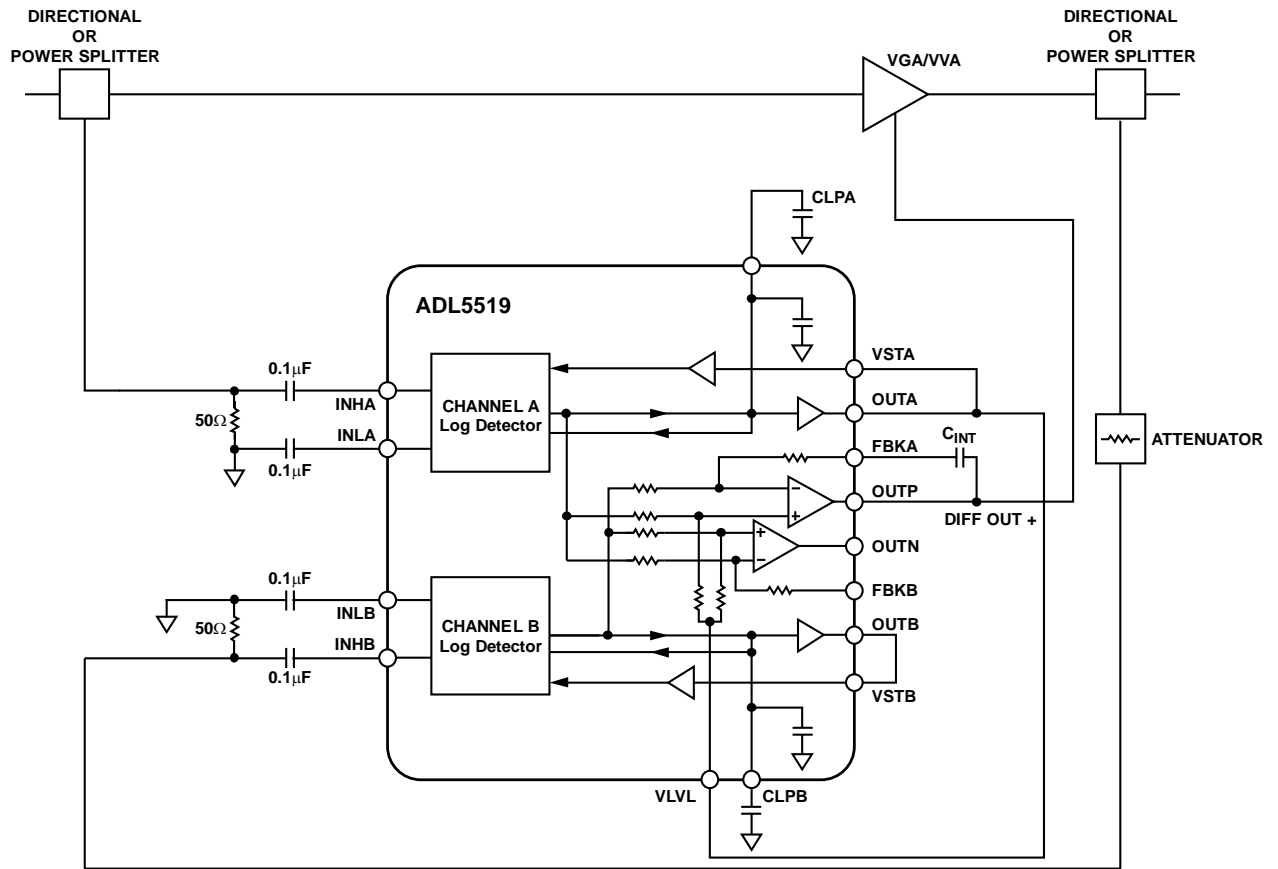 DIRECTIONAL
OR
POWER SPLITTER
VGA/VVA
DIRECTIONAL
OR
POWER SPLITTER
CLPA
ADL5519
0.1μF
INHA
50Ω
INLA
0.1μF
CHANNEL A
Log Detector
VSTA
OUTA
FBKA
CINT
OUTP
DIFF OUT +
OUTN
FBKB
ATTENUATOR
0.1μF
INLB
50Ω
INHB
0.1μF
CHANNEL B
Log Detector
OUTB
VSTB
VLVL
CLPB